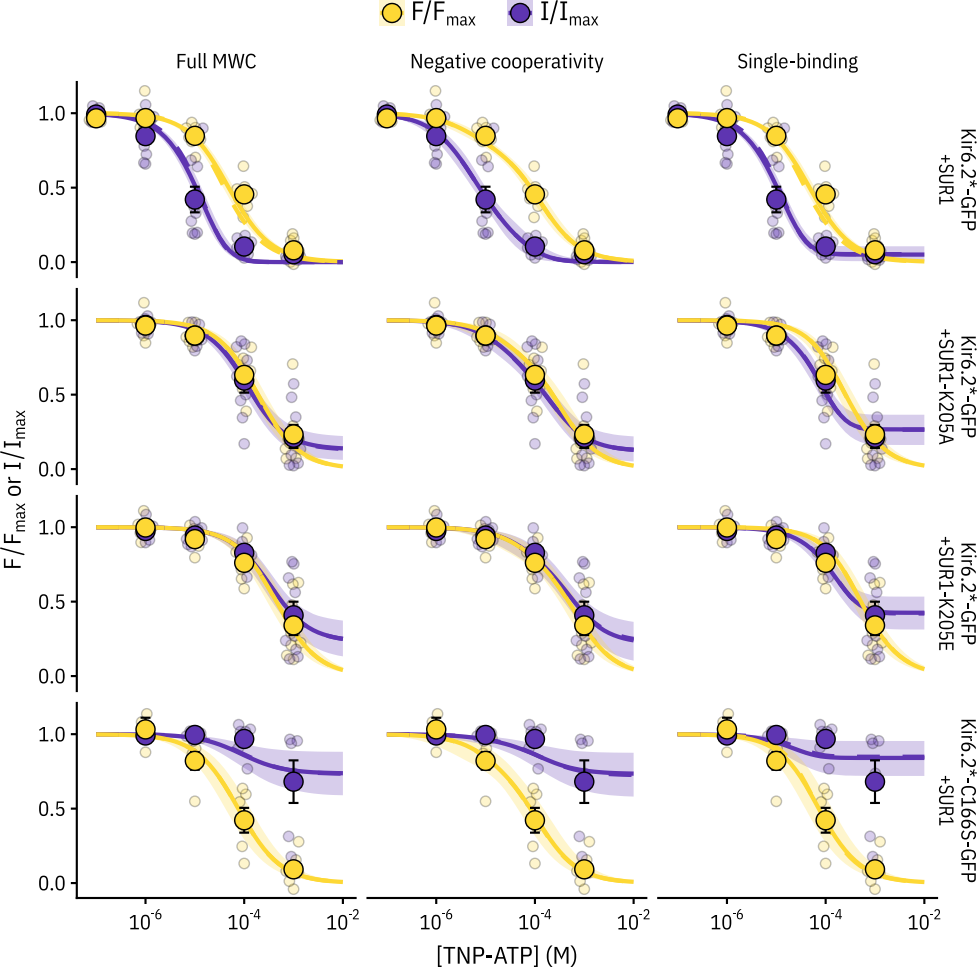 F/Fmax I/Imax
Full MWC Negative cooperativity Single-binding
1.0
0.5
0.0
Kir6.2*-GFP
+SUR1
1.0
0.5
0.0
Kir6.2*-GFP
+SUR1-K205A
F/Fmax or I/Imax
1.0
0.5
0.0
Kir6.2*-GFP
+SUR1-K205E
1.0
0.5
0.0
Kir6.2*-C166S-GFP
+SUR1
10-6 10-4 10-2 10-6 10-4 10-2 10-6 10-4 10-2
[TNP-ATP] (M)